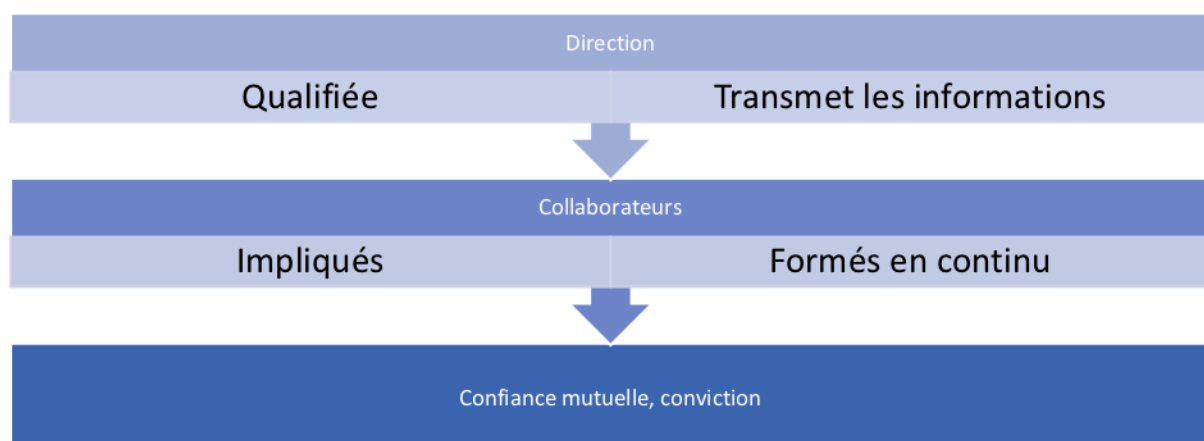 Direction
Qualifiée
Transmet les informations
Collaborateurs
Impliqués
Formés en continu
Confiance mutuelle, conviction